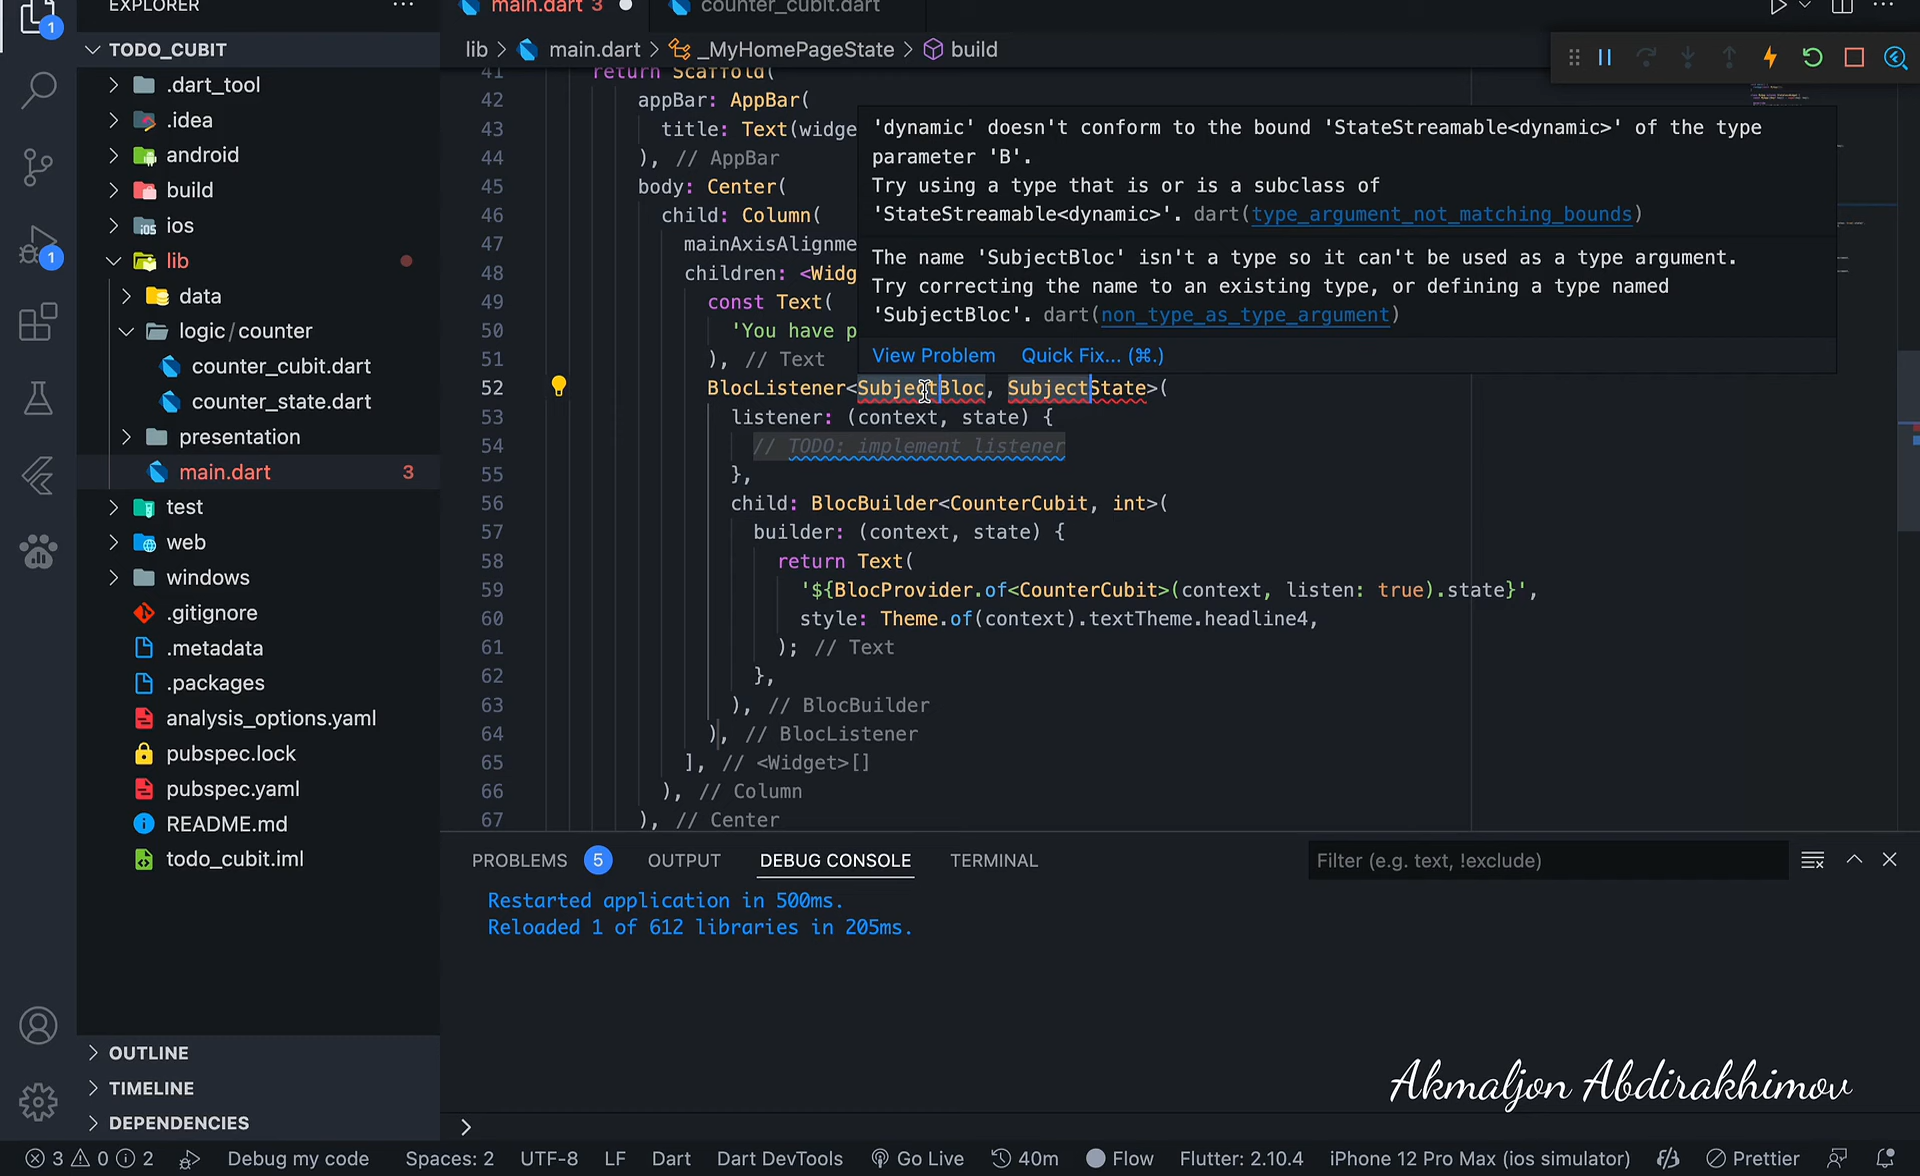 EXPLORER
...
main.dart 3
counter_cubit.dart
1
TODO_CUBIT
lib > main.dart > _MyHomePageState > build
.dart_tool
.idea
android
build
ios
lib
data
logic/counter
counter_cubit.dart
counter_state.dart
presentation
main.dart 3
test
web
windows
.gitignore
.metadata
.packages
analysis_options.yaml
pubspec.lock
pubspec.yaml
README.md
todo_cubit.iml
OUTLINE
TIMELINE
DEPENDENCIES
1
41 return Scaffold(
42 appBar: AppBar(
43 title: Text(widge
44 ), // AppBar
45 body: Center(
46 child: Column(
47 mainAxisAlignme
48 children: <Widg
49 const Text(
50 'You have p
51 ), // Text
52 BlocListener<SubjectBloc, SubjectState>(
53 listener: (context, state) {
54 // TODO: implement listener
55 },
56 child: BlocBuilder<CounterCubit, int>(
57 builder: (context, state) {
58 return Text(
59 '${BlocProvider.of<CounterCubit>(context, listen: true).state}',
60 style: Theme.of(context).textTheme.headline4,
61 ); // Text
62 },
63 ), // BlocBuilder
64 ), // BlocListener
65 ], // <Widget>[]
66 ), // Column
67 ), // Center
'dynamic' doesn't conform to the bound 'StateStreamable<dynamic>' of the type
parameter 'B'.
Try using a type that is or is a subclass of
'StateStreamable<dynamic>'. dart(type_argument_not_matching_bounds)
The name 'SubjectBloc' isn't a type so it can't be used as a type argument.
Try correcting the name to an existing type, or defining a type named
'SubjectBloc'. dart(non_type_as_type_argument)
View Problem Quick Fix... (⌘.)
PROBLEMS 5 OUTPUT DEBUG CONSOLE TERMINAL Filter (e.g. text, !exclude)
Restarted application in 500ms.
Reloaded 1 of 612 libraries in 205ms.
Akmaljon Abdirakhimov
>
3 0 2 Debug my code Spaces: 2 UTF-8 LF Dart Dart DevTools Go Live 40m Flow Flutter: 2.10.4 iPhone 12 Pro Max (ios simulator) Prettier